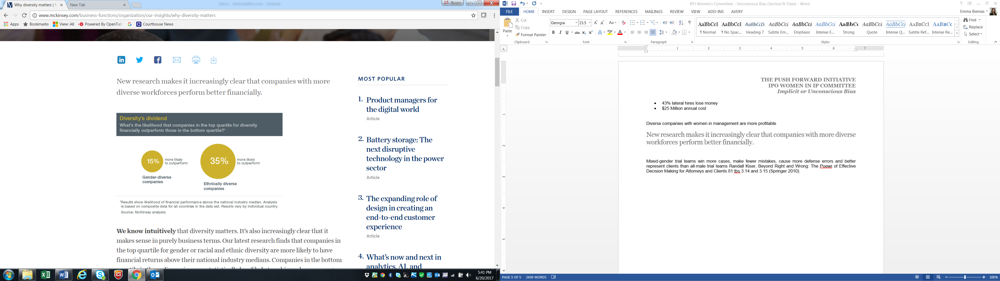 Why diversity matters | M
New Tab
Emma
www.mckinsey.com/business-functions/organization/our-insights/why-diversity-matters
Apps
Bookmarks
View: All
Powered By OpenTab
Courthouse News
New research makes it increasingly clear that companies with more
diverse workforces perform better financially.
Diversity's dividend
What's the likelihood that companies in the top quartile for diversity
financially outperform those in the bottom quartile?¹
15%
more likely
to outperform
Gender-diverse
companies
35%
more likely
to outperform
Ethnically diverse
companies
¹Results show likelihood of financial performance above the national industry median. Analysis
is based on composite data for all countries in the data set. Results vary by individual country.
Source: McKinsey analysis
We know intuitively that diversity matters. It's also increasingly clear that it
makes sense in purely business terms. Our latest research finds that companies in
the top quartile for gender or racial and ethnic diversity are more likely to have
financial returns above their national industry medians. Companies in the bottom
MOST POPULAR
1. Product managers for
the digital world
Article
2. Battery storage: The
next disruptive
technology in the power
sector
Article
3. The expanding role of
design in creating an
end-to-end customer
experience
Article
4. What's now and next in
analytics, AI, and
5:41 PM
6/20/2017
IPO Women's Committee - Unconscious Bias (Section IV Data) - Word
Emma Bienias
FILE
HOME
INSERT
DESIGN
PAGE LAYOUT
REFERENCES
MAILINGS
REVIEW
VIEW
ADD-INS
AVERY
Paste
Cut
Copy
Format Painter
Clipboard
Georgia
15.5
Font
Paragraph
¶ Normal
¶ No Spac...
Heading 7
Subtle Em...
Emphasis
Intense E...
Strong
Quote
Intense Q...
Subtle Ref...
Intense Re...
Styles
Find
Replace
Select
Editing
THE PUSH FORWARD INITIATIVE
IPO WOMEN IN IP COMMITTEE
Implicit or Unconscious Bias
• 43% lateral hires lose money
• $25 Million annual cost
Diverse companies with women in management are more profitable
New research makes it increasingly clear that companies with more diverse
workforces perform better financially.
Mixed-gender trial teams win more cases, make fewer mistakes, cause more defense errors and better
represent clients than all-male trial teams Randall Kiser, Beyond Right and Wrong: The Poewr of Effective
Decision Making for Attorneys and Clients 81 tbs 3.14 and 3.15 (Springer 2010).
PAGE 5 OF 5
2439 WORDS
100%